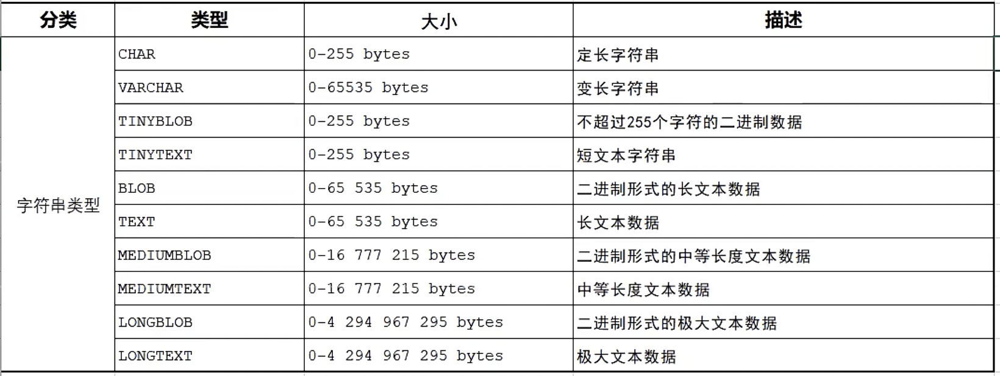 分类 类型 大小 描述
CHAR 0-255 bytes 定长字符串
VARCHAR 0-65535 bytes 变长字符串
TINYBLOB 0-255 bytes 不超过255个字符的二进制数据
TINYTEXT 0-255 bytes 短文本字符串
BLOB 0-65 535 bytes 二进制形式的长文本数据
字符串类型
TEXT 0-65 535 bytes 长文本数据
MEDIUMBLOB 0-16 777 215 bytes 二进制形式的中等长度文本数据
MEDIUMTEXT 0-16 777 215 bytes 中等长度文本数据
LONGBLOB 0-4 294 967 295 bytes 二进制形式的极大文本数据
LONGTEXT 0-4 294 967 295 bytes 极大文本数据